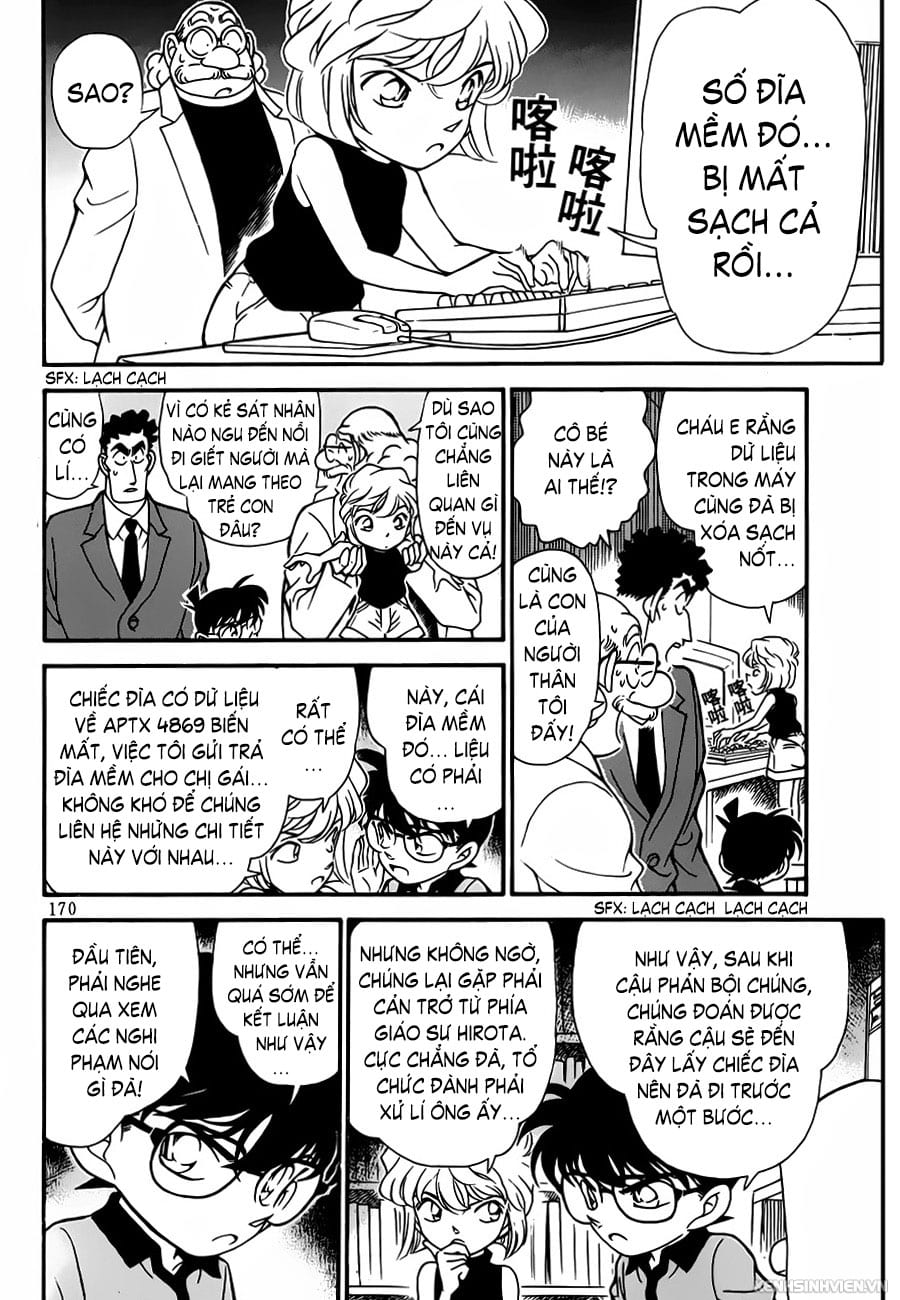 SỐ ĐĨA
MỀM ĐÓ...
BỊ MẤT
SẠCH CẢ
RỒI...
喀啦
喀啦
SAO?
SFX: LẠCH CẠCH
CHÁU E RẰNG
DỮ LIỆU
TRONG MÁY
CŨNG ĐÃ BỊ
XÓA SẠCH
NỐT...
CÔ BÉ
NÀY LÀ
AI THẾ!?
CŨNG
LÀ CON
CỦA
NGƯỜI
THÂN
TÔI
ĐẤY!
喀啦
喀啦
SFX: LẠCH CẠCH LẠCH CẠCH
DÙ SAO
TÔI CŨNG
CHẲNG
LIÊN
QUAN GÌ
ĐẾN VỤ
NÀY CẢ!
VÌ CÓ KẺ SÁT NHÂN
NÀO NGU ĐẾN NỖI
ĐI GIẾT NGƯỜI MÀ
LẠI MANG THEO
TRẺ CON
ĐÂU?
CŨNG
CÓ
LÍ...
NÀY, CÁI
ĐĨA MỀM
ĐÓ... LIỆU
CÓ PHẢI
...
RẤT
CÓ THỂ
...
CHIẾC ĐĨA CÓ DỮ LIỆU
VỀ APTX 4869 BIẾN
MẤT, VIỆC TÔI GỬI TRẢ
ĐĨA MỀM CHO CHỊ GÁI...
KHÔNG KHÓ ĐỂ CHÚNG
LIÊN HỆ NHỮNG CHI TIẾT
NÀY VỚI NHAU...
170
NHƯ VẬY, SAU KHI
CẬU PHẢN BỘI CHÚNG,
CHÚNG ĐOÁN ĐƯỢC
RẰNG CẬU SẼ ĐẾN
ĐÂY LẤY CHIẾC ĐĨA
NÊN ĐÃ ĐI TRƯỚC
MỘT BƯỚC...
NHƯNG KHÔNG NGỜ,
CHÚNG LẠI GẶP PHẢI
CẢN TRỞ TỪ PHÍA
GIÁO SƯ HIROTA.
CỰC CHẲNG ĐÃ, TỔ
CHỨC ĐÀNH PHẢI
XỬ LÍ ÔNG ẤY...
CÓ THỂ...
NHƯNG VẪN
QUÁ SỚM ĐỂ
KẾT LUẬN
NHƯ VẬY ...
ĐẦU TIÊN,
PHẢI NGHE
QUA XEM
CÁC NGHI
PHẠM NÓI
GÌ ĐÃ!
KENHSINHVIEN.VN